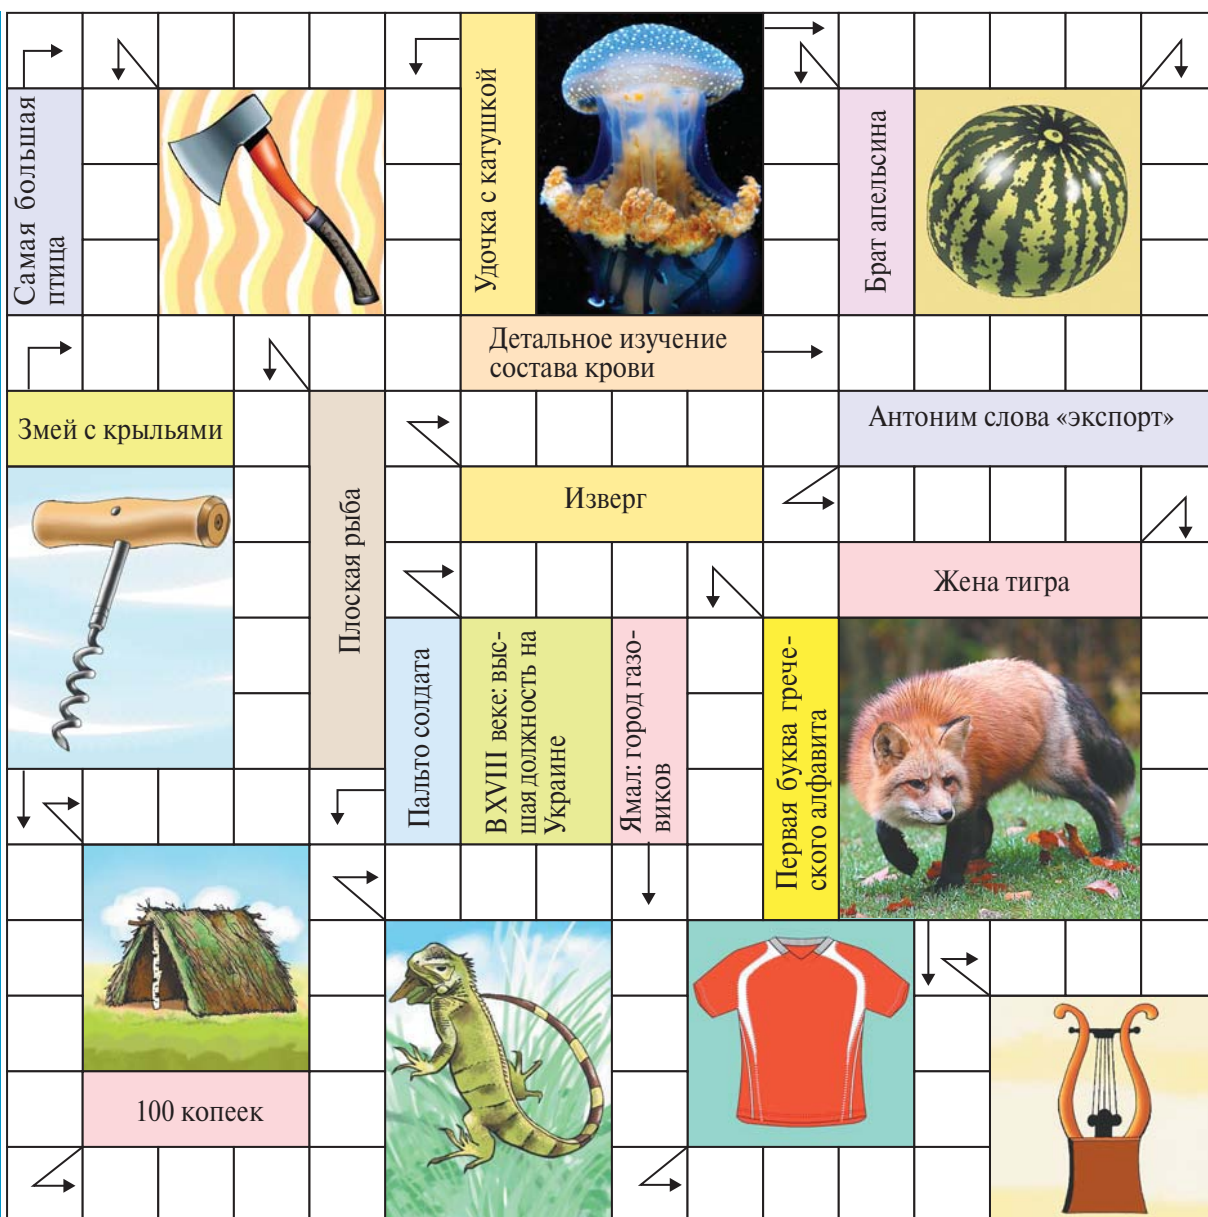 Самая большая
птица
Удочка с катушкой
Брат апельсина
Детальное изучение
состава крови
Змей с крыльями
Антоним слова «экспорт»
Плоская рыба
Изверг
Жена тигра
Пальто солдата
В XVIII веке: выс-
шая должность на
Украине
Ямал: город газо-
виков
Первая буква грече-
ского алфавита
100 копеек